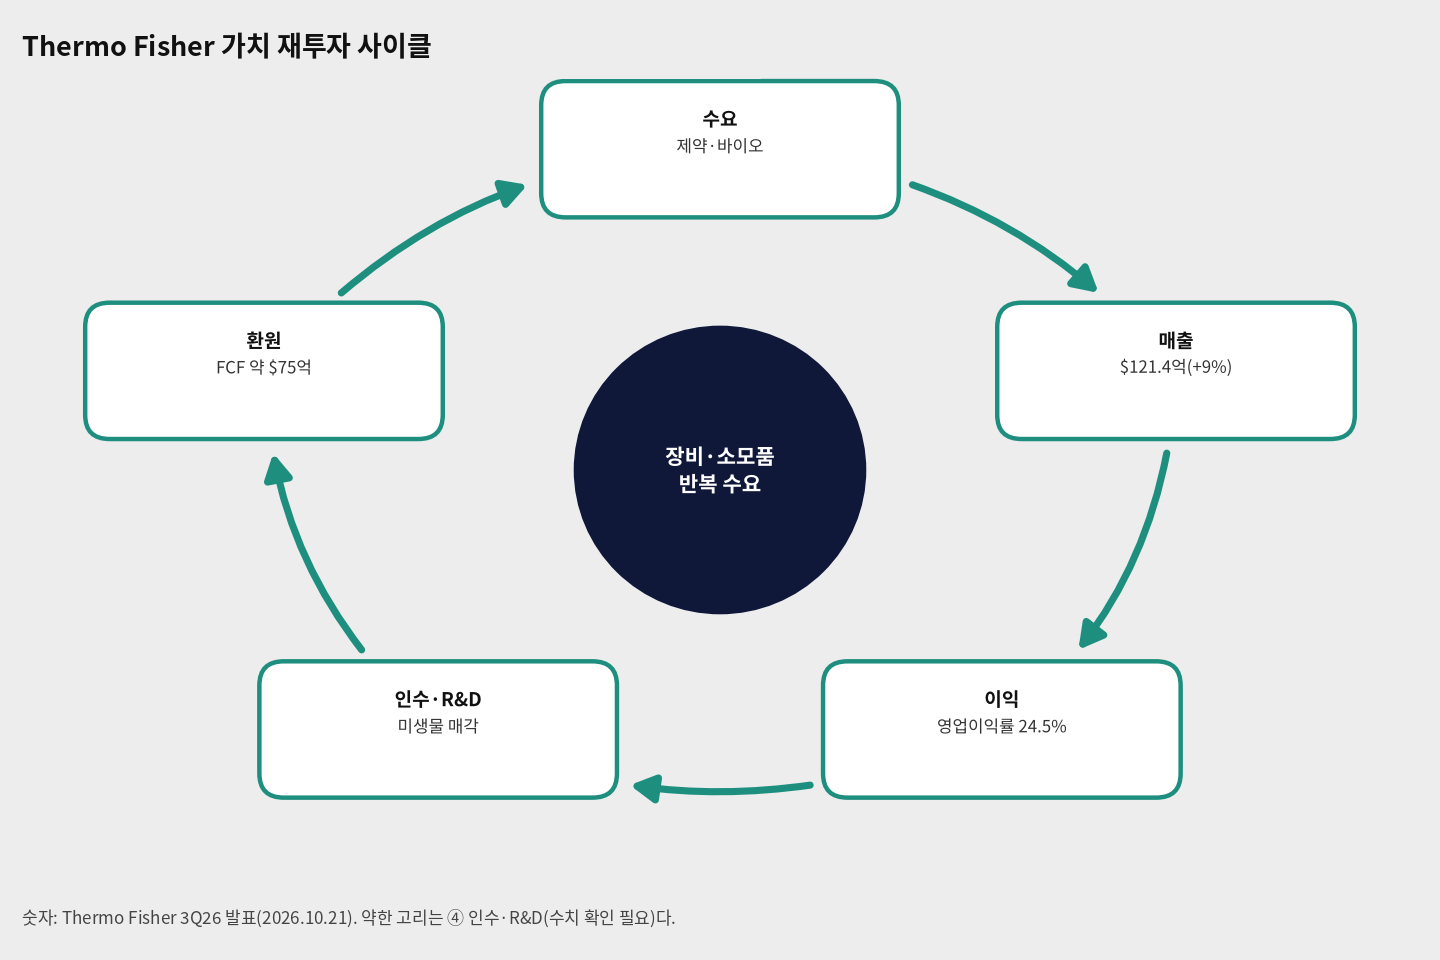 Thermo Fisher 가치 재투자 사이클
수요
제약·바이오
환원
FCF 약 $75억
매출
$121.4억(+9%)
장비·소모품
반복 수요
인수·R&D
미생물 매각
이익
영업이익률 24.5%
숫자: Thermo Fisher 3Q26 발표(2026.10.21). 약한 고리는 ④ 인수·R&D(수치 확인 필요)다.